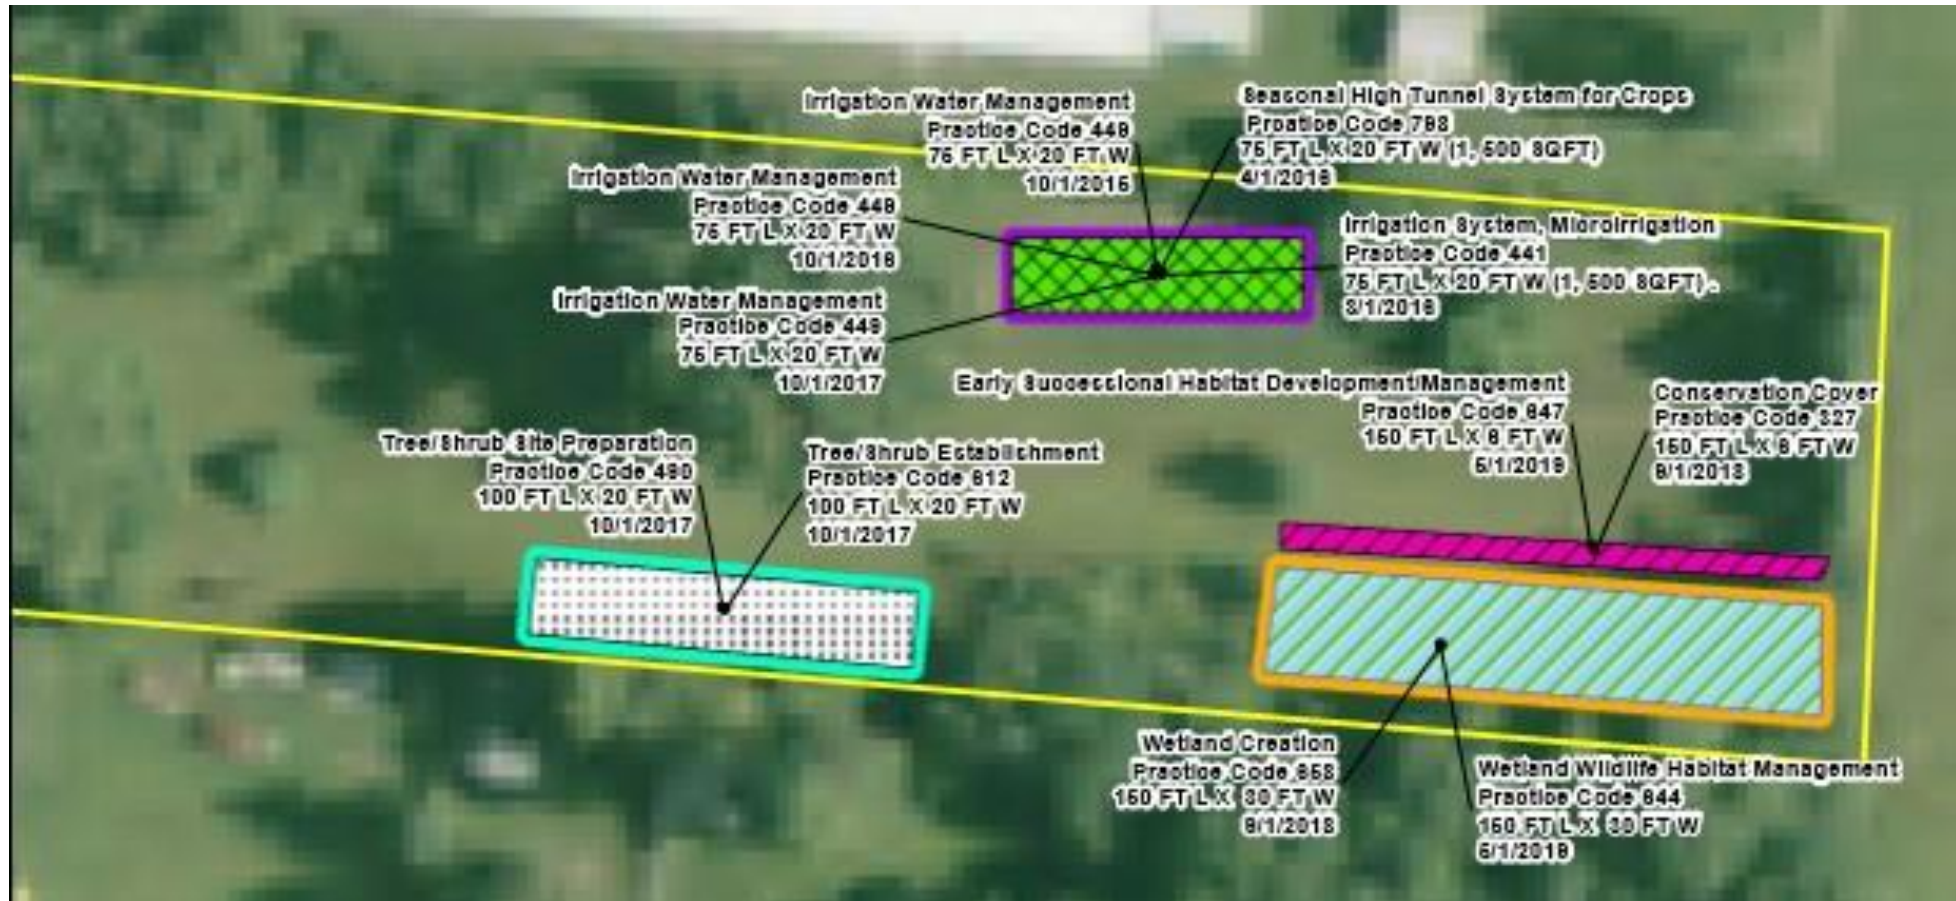 Irrigation Water Management
Practice Code 449
75 FT L X 20 FT W
10/1/2015
Seasonal High Tunnel System for Crops
Proatice Code 798
75 FT L X 20 FT W (1, 500 SQFT)
4/1/2016
Irrigation Water Management
Practice Code 449
75 FT L X 20 FT W
10/1/2016
Irrigation System, Microirrigation
Practice Code 441
75 FT L X 20 FT W (1, 500 SQFT) .
3/1/2016
Irrigation Water Management
Practice Code 449
75 FT L X 20 FT W
10/1/2017
Early Successional Habitat Development/Management
Practice Code 647
150 FT L X 8 FT W
5/1/2019
Conservation Cover
Practice Code 327
150 FT L X 8 FT W
9/1/2018
Tree/Shrub Site Preparation
Practice Code 490
100 FT L X 20 FT W
10/1/2017
Tree/Shrub Establishment
Practice Code 612
100 FT L X 20 FT W
10/1/2017
Wetland Creation
Practice Code 658
150 FT L X 30 FT W
9/1/2018
Wetland Wildlife Habitat Management
Practice Code 644
150 FT L X 30 FT W
5/1/2019